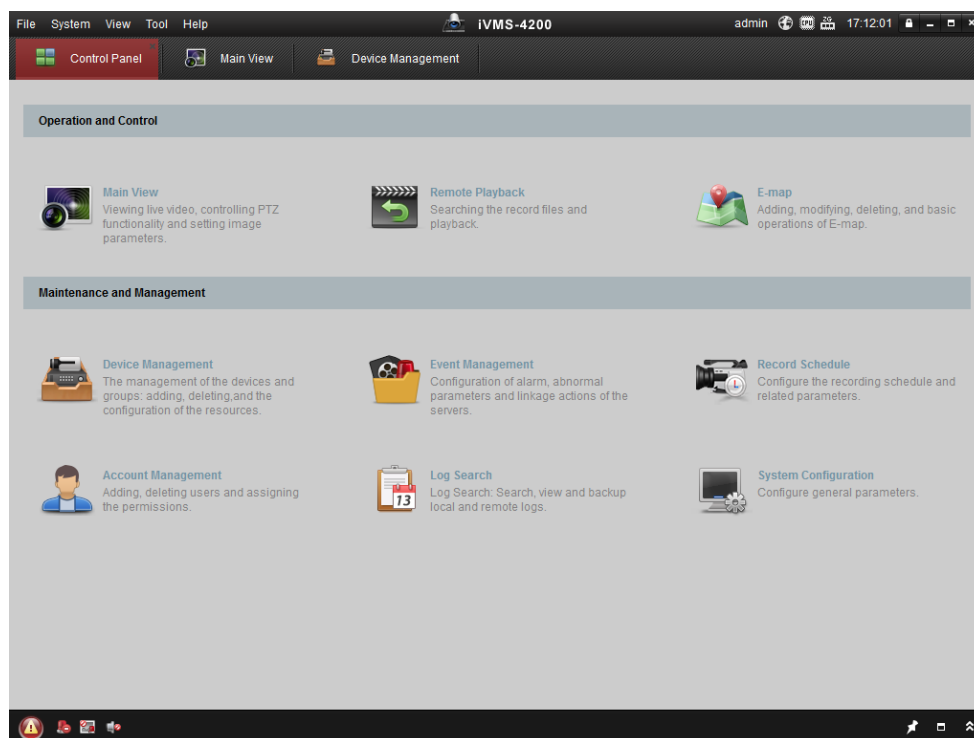 File System View Tool Help iVMS-4200 admin CPU 2G 17:12:01
Control Panel Main View Device Management
Operation and Control
Main View
Viewing live video, controlling PTZ
functionality and setting image
parameters.
Remote Playback
Searching the record files and
playback.
E-map
Adding, modifying, deleting, and basic
operations of E-map.
Maintenance and Management
Device Management
The management of the devices and
groups: adding, deleting,and the
configuration of the resources.
Event Management
Configuration of alarm, abnormal
parameters and linkage actions of the
servers.
Record Schedule
Configure the recording schedule and
related parameters.
Account Management
Adding, deleting users and assigning
the permissions.
13
Log Search
Log Search: Search, view and backup
local and remote logs.
System Configuration
Configure general parameters.